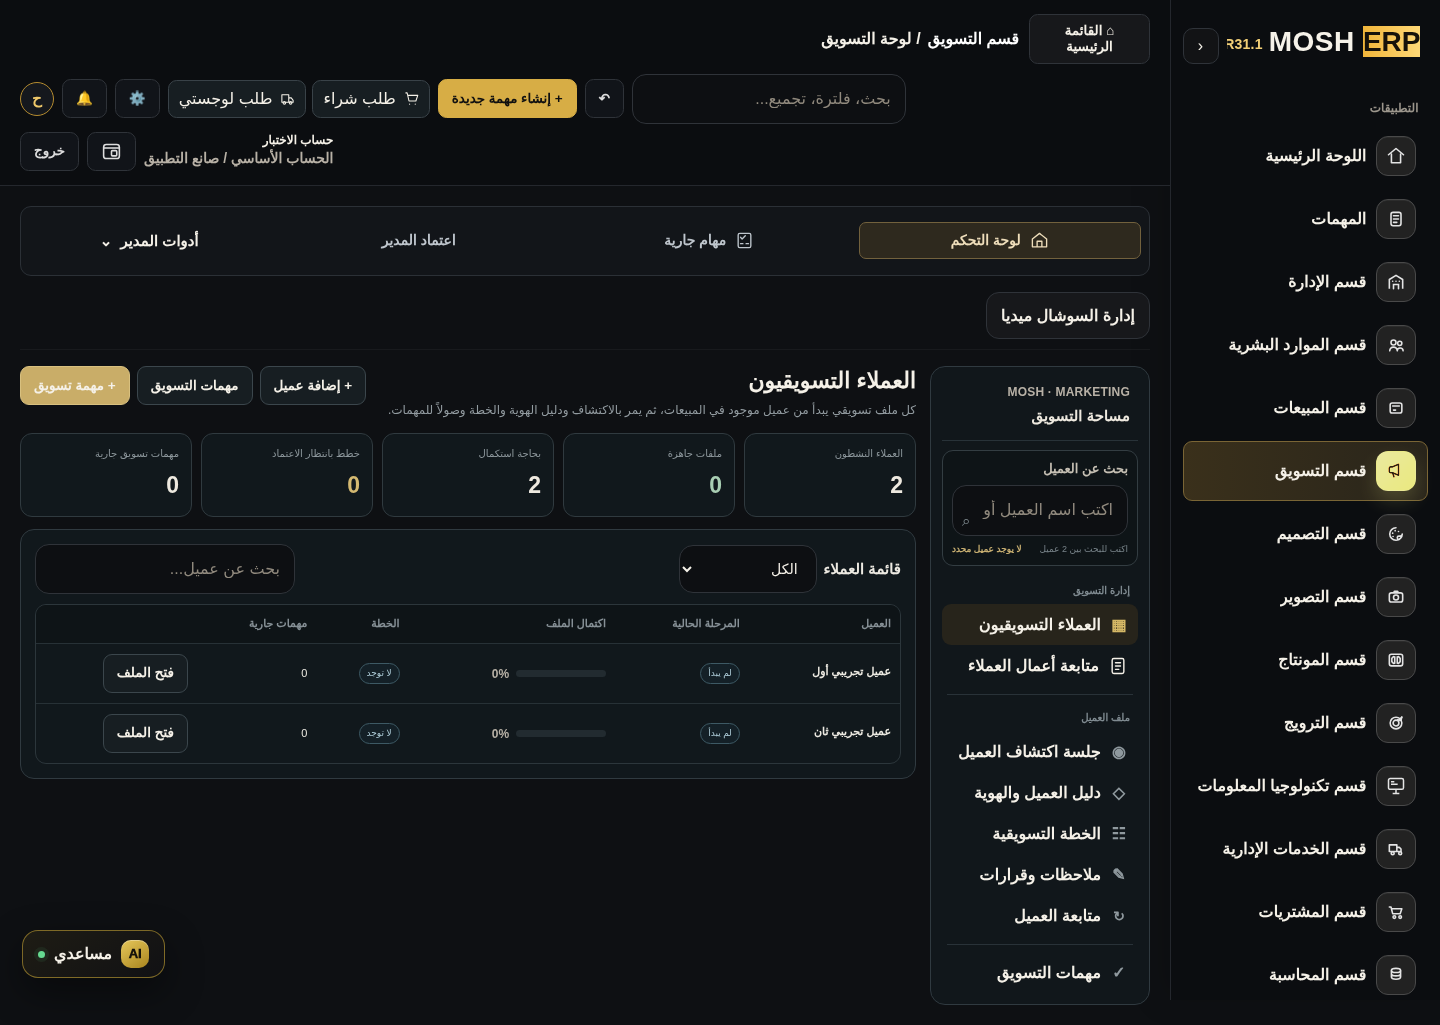 MOSH ERP R31.1
›
التطبيقات
اللوحة الرئيسية
المهمات
قسم الإدارة
قسم الموارد البشرية
قسم المبيعات
قسم التسويق
قسم التصميم
قسم التصوير
قسم المونتاج
قسم الترويج
قسم تكنولوجيا المعلومات
قسم الخدمات الإدارية
قسم المشتريات
قسم المحاسبة
⌂ القائمة
الرئيسية
قسم التسويق / لوحة التسويق
بحث، فلترة، تجميع...
↶
+ إنشاء مهمة جديدة
طلب شراء
طلب لوجستي
ح
حساب الاختبار
الحساب الأساسي / صانع التطبيق
خروج
لوحة التحكم
مهام جارية
اعتماد المدير
أدوات المدير
إدارة السوشال ميديا
MOSH · MARKETING
مساحة التسويق
بحث عن العميل
اكتب اسم العميل أو
اكتب للبحث بين 2 عميل
لا يوجد عميل محدد
إدارة التسويق
العملاء التسويقيون
متابعة أعمال العملاء
ملف العميل
جلسة اكتشاف العميل
دليل العميل والهوية
الخطة التسويقية
ملاحظات وقرارات
متابعة العميل
مهمات التسويق
العملاء التسويقيون
كل ملف تسويقي يبدأ من عميل موجود في المبيعات، ثم يمر بالاكتشاف ودليل الهوية والخطة وصولاً للمهمات.
+ إضافة عميل
مهمات التسويق
+ مهمة تسويق
العملاء النشطون
2
ملفات جاهزة
0
بحاجة استكمال
2
خطط بانتظار الاعتماد
0
مهمات تسويق جارية
0
قائمة العملاء
الكل
بحث عن عميل...
العميل المرحلة الحالية اكتمال الملف الخطة مهمات جارية
عميل تجريبي أول لم يبدأ 0% لا توجد 0 فتح الملف
عميل تجريبي ثان لم يبدأ 0% لا توجد 0 فتح الملف
AI مساعدي